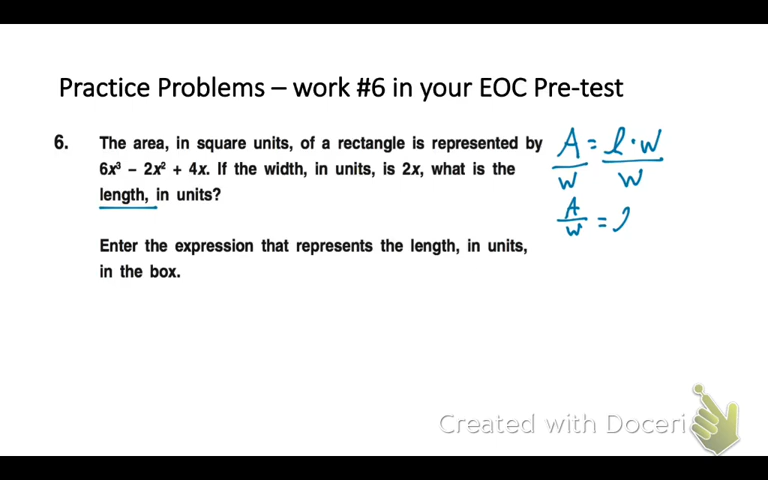 Practice Problems – work #6 in your EOC Pre-test
6. The area, in square units, of a rectangle is represented by
6x³ – 2x² + 4x. If the width, in units, is 2x, what is the
length, in units?
Enter the expression that represents the length, in units,
in the box.
A = l · w
w w
A
w =
Created with Doceri